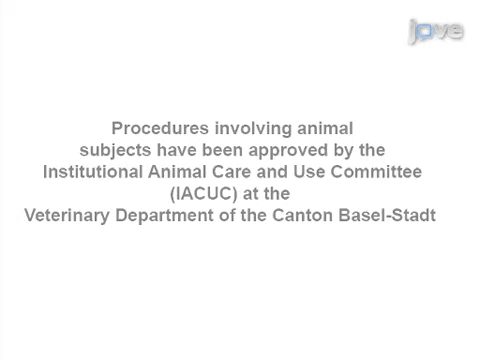 jove
Procedures involving animal
subjects have been approved by the
Institutional Animal Care and Use Committee
(IACUC) at the
Veterinary Department of the Canton Basel-Stadt